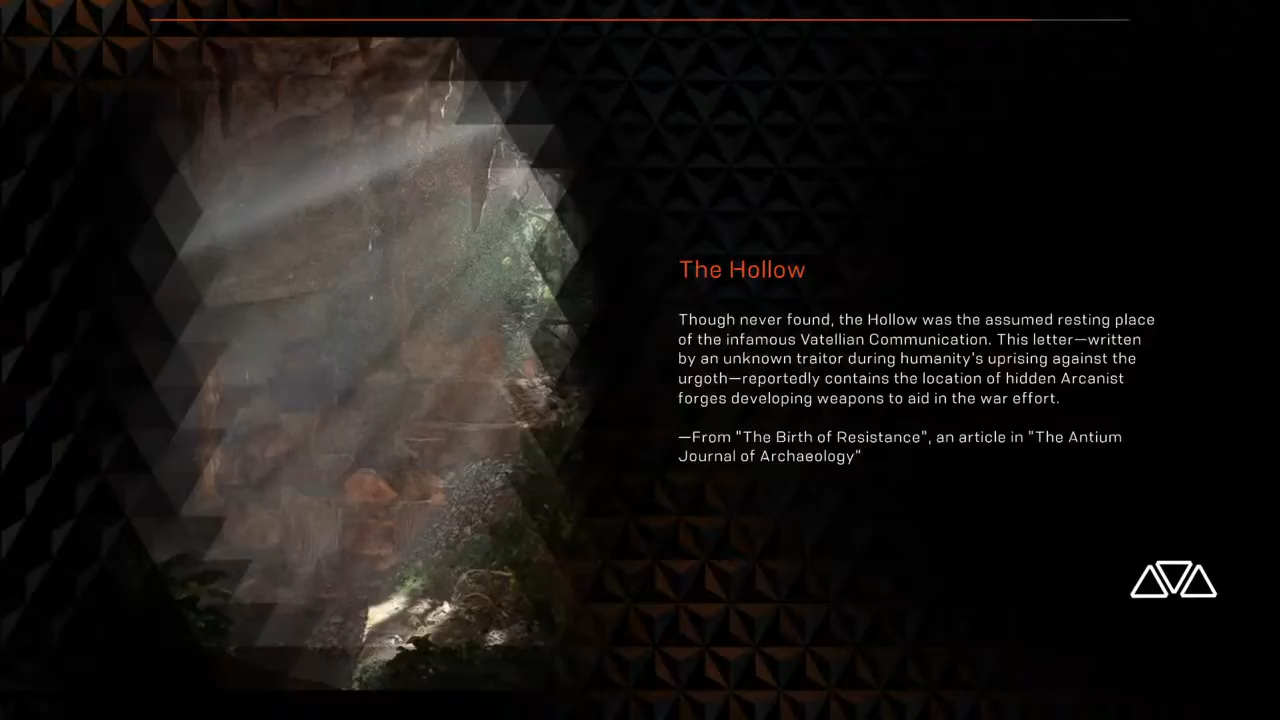 The Hollow
Though never found, the Hollow was the assumed resting place
of the infamous Vatellian Communication. This letter—written
by an unknown traitor during humanity's uprising against the
urgoth—reportedly contains the location of hidden Arcanist
forges developing weapons to aid in the war effort.
—From "The Birth of Resistance", an article in "The Antium
Journal of Archaeology"